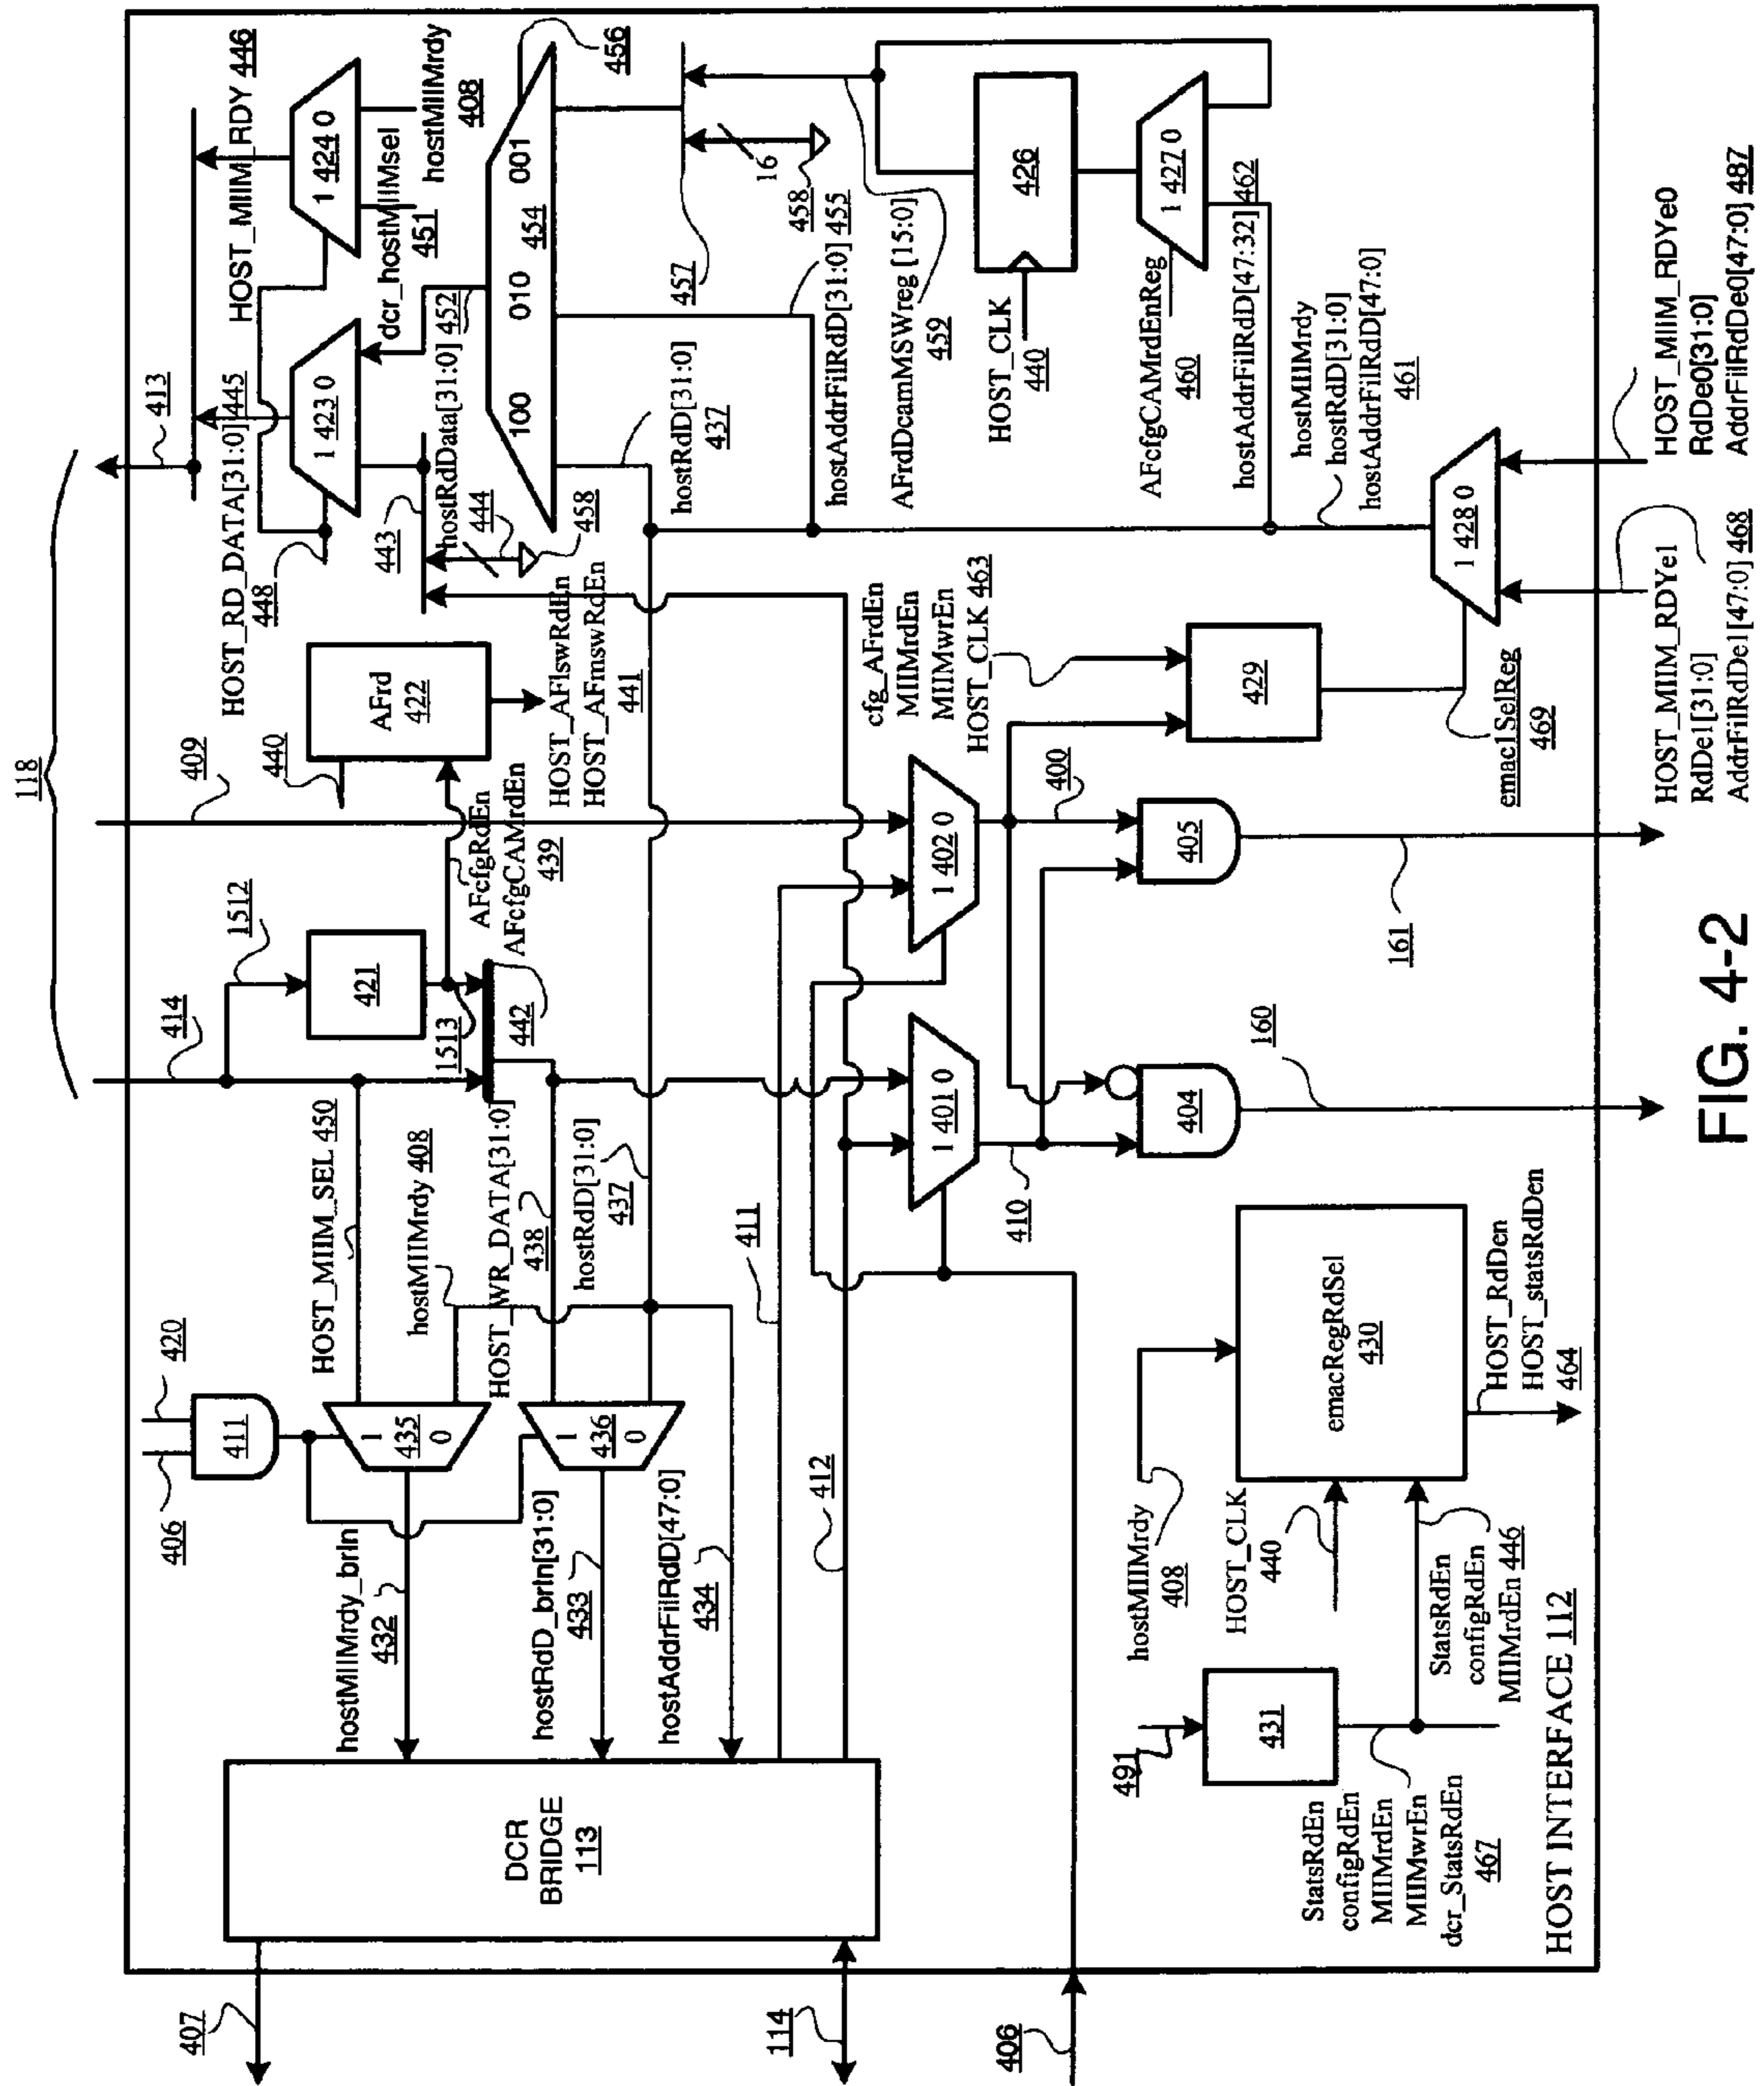 118
413
414
1512
409
420
406
411
HOST_MIIM_SEL 450
421
AFrd
422
440
HOST_RD_DATA[31:0] 445
448
1 423 0
HOST_MIIM_RDY 446
1 424 0
dcr_hostMIIMsel
451
hostMIIMrdy
408
443
hostRdData[31:0]
444
452
458
1 435 0
hostMIIMrdy 408
HOST_WR_DATA[31:0]
438
1513
442
AFcfgRdEn
AFcfgCAMrdEn
439
HOST_AFlswRdEn
HOST_AFmswRdEn
441
100
010
454
001
456
1 436 0
hostRdD[31:0]
437
hostRdD[31:0]
437
457
16
458
hostMIIMrdy_brIn
432
hostRdD_brIn[31:0]
433
hostAddrFilRdD[47:0]
434
hostAddrFilRdD[31:0] 455
AFrdDcamMSWreg [15:0]
459
DCR
BRIDGE
113
411
412
1 401 0
1 402 0
cfg_AFrdEn
MIIMrdEn
MIIMwrEn
HOST_CLK 463
HOST_CLK
440
426
AFcfgCAMrdEnReg
460
1 427 0
hostAddrFilRdD[47:32] 462
407
114
406
410
400
404
405
429
hostMIIMrdy
hostRdD[31:0]
hostAddrFilRdD[47:0]
461
1 428 0
emac1SelReg
469
hostMIIMrdy
408
HOST_CLK
440
emacRegRdSel
430
491
431
StatsRdEn
configRdEn
MIIMrdEn
MIIMwrEn
dcr_StatsRdEn
467
StatsRdEn
configRdEn
MIIMrdEn 446
HOST_RdDen
HOST_statsRdDen
464
160
161
HOST INTERFACE 112
HOST_MIIM_RDYe1
RdDe1[31:0]
AddrFilRdDe1[47:0] 468
HOST_MIIM_RDYe0
RdDe0[31:0]
AddrFilRdDe0[47:0] 487
FIG. 4-2